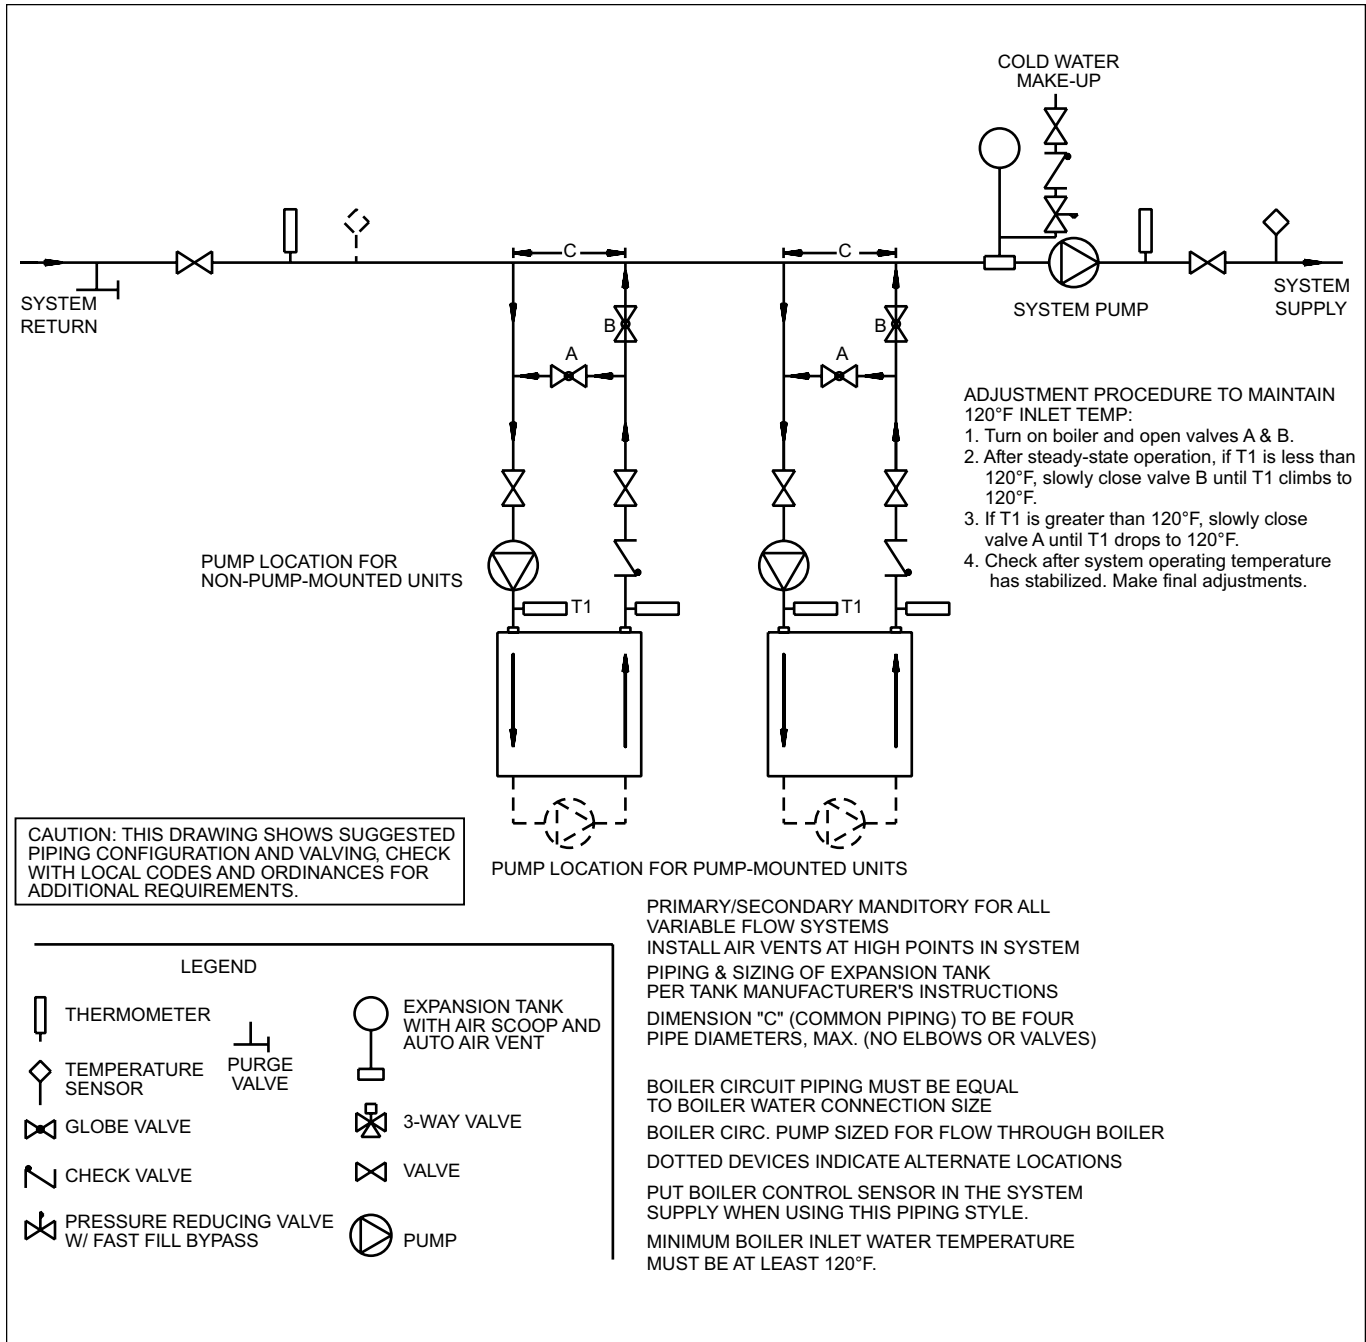 COLD WATER
MAKE-UP
C
C
SYSTEM
RETURN
SYSTEM PUMP
SYSTEM
SUPPLY
B
B
A
A
ADJUSTMENT PROCEDURE TO MAINTAIN
120°F INLET TEMP:
1. Turn on boiler and open valves A & B.
2. After steady-state operation, if T1 is less than
120°F, slowly close valve B until T1 climbs to
120°F.
3. If T1 is greater than 120°F, slowly close
valve A until T1 drops to 120°F.
4. Check after system operating temperature
has stabilized. Make final adjustments.
PUMP LOCATION FOR
NON-PUMP-MOUNTED UNITS
T1
T1
CAUTION: THIS DRAWING SHOWS SUGGESTED
PIPING CONFIGURATION AND VALVING, CHECK
WITH LOCAL CODES AND ORDINANCES FOR
ADDITIONAL REQUIREMENTS.
PUMP LOCATION FOR PUMP-MOUNTED UNITS
PRIMARY/SECONDARY MANDITORY FOR ALL
VARIABLE FLOW SYSTEMS
INSTALL AIR VENTS AT HIGH POINTS IN SYSTEM
PIPING & SIZING OF EXPANSION TANK
PER TANK MANUFACTURER'S INSTRUCTIONS
DIMENSION "C" (COMMON PIPING) TO BE FOUR
PIPE DIAMETERS, MAX. (NO ELBOWS OR VALVES)
BOILER CIRCUIT PIPING MUST BE EQUAL
TO BOILER WATER CONNECTION SIZE
BOILER CIRC. PUMP SIZED FOR FLOW THROUGH BOILER
DOTTED DEVICES INDICATE ALTERNATE LOCATIONS
PUT BOILER CONTROL SENSOR IN THE SYSTEM
SUPPLY WHEN USING THIS PIPING STYLE.
MINIMUM BOILER INLET WATER TEMPERATURE
MUST BE AT LEAST 120°F.
LEGEND
THERMOMETER
TEMPERATURE
SENSOR
PURGE
VALVE
GLOBE VALVE
CHECK VALVE
PRESSURE REDUCING VALVE
W/ FAST FILL BYPASS
EXPANSION TANK
WITH AIR SCOOP AND
AUTO AIR VENT
3-WAY VALVE
VALVE
PUMP